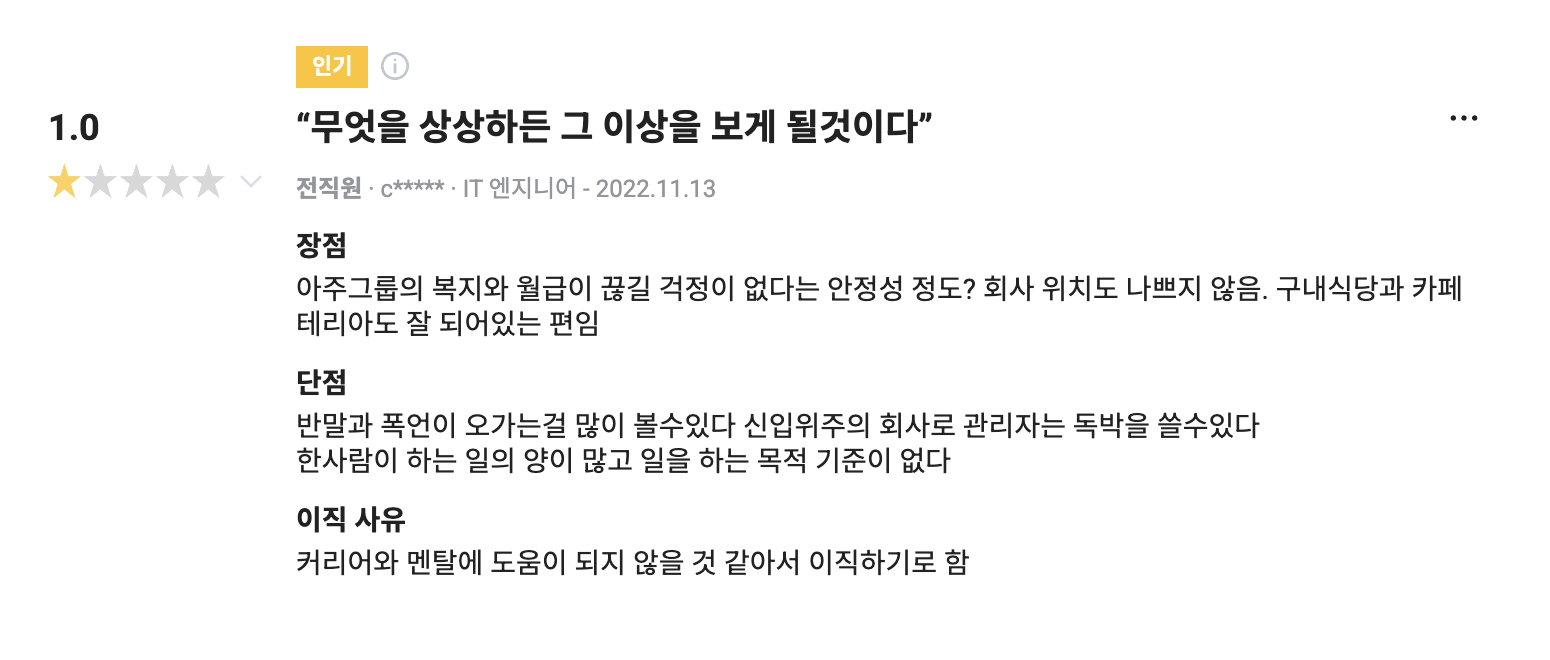 인기
1.0
“무엇을 상상하든 그 이상을 보게 될것이다”
전직원 · c***** · IT 엔지니어 - 2022.11.13
장점
아주그룹의 복지와 월급이 끊길 걱정이 없다는 안정성 정도? 회사 위치도 나쁘지 않음. 구내식당과 카페
테리아도 잘 되어있는 편임
단점
반말과 폭언이 오가는걸 많이 볼수있다 신입위주의 회사로 관리자는 독박을 쓸수있다
한사람이 하는 일의 양이 많고 일을 하는 목적 기준이 없다
이직 사유
커리어와 멘탈에 도움이 되지 않을 것 같아서 이직하기로 함